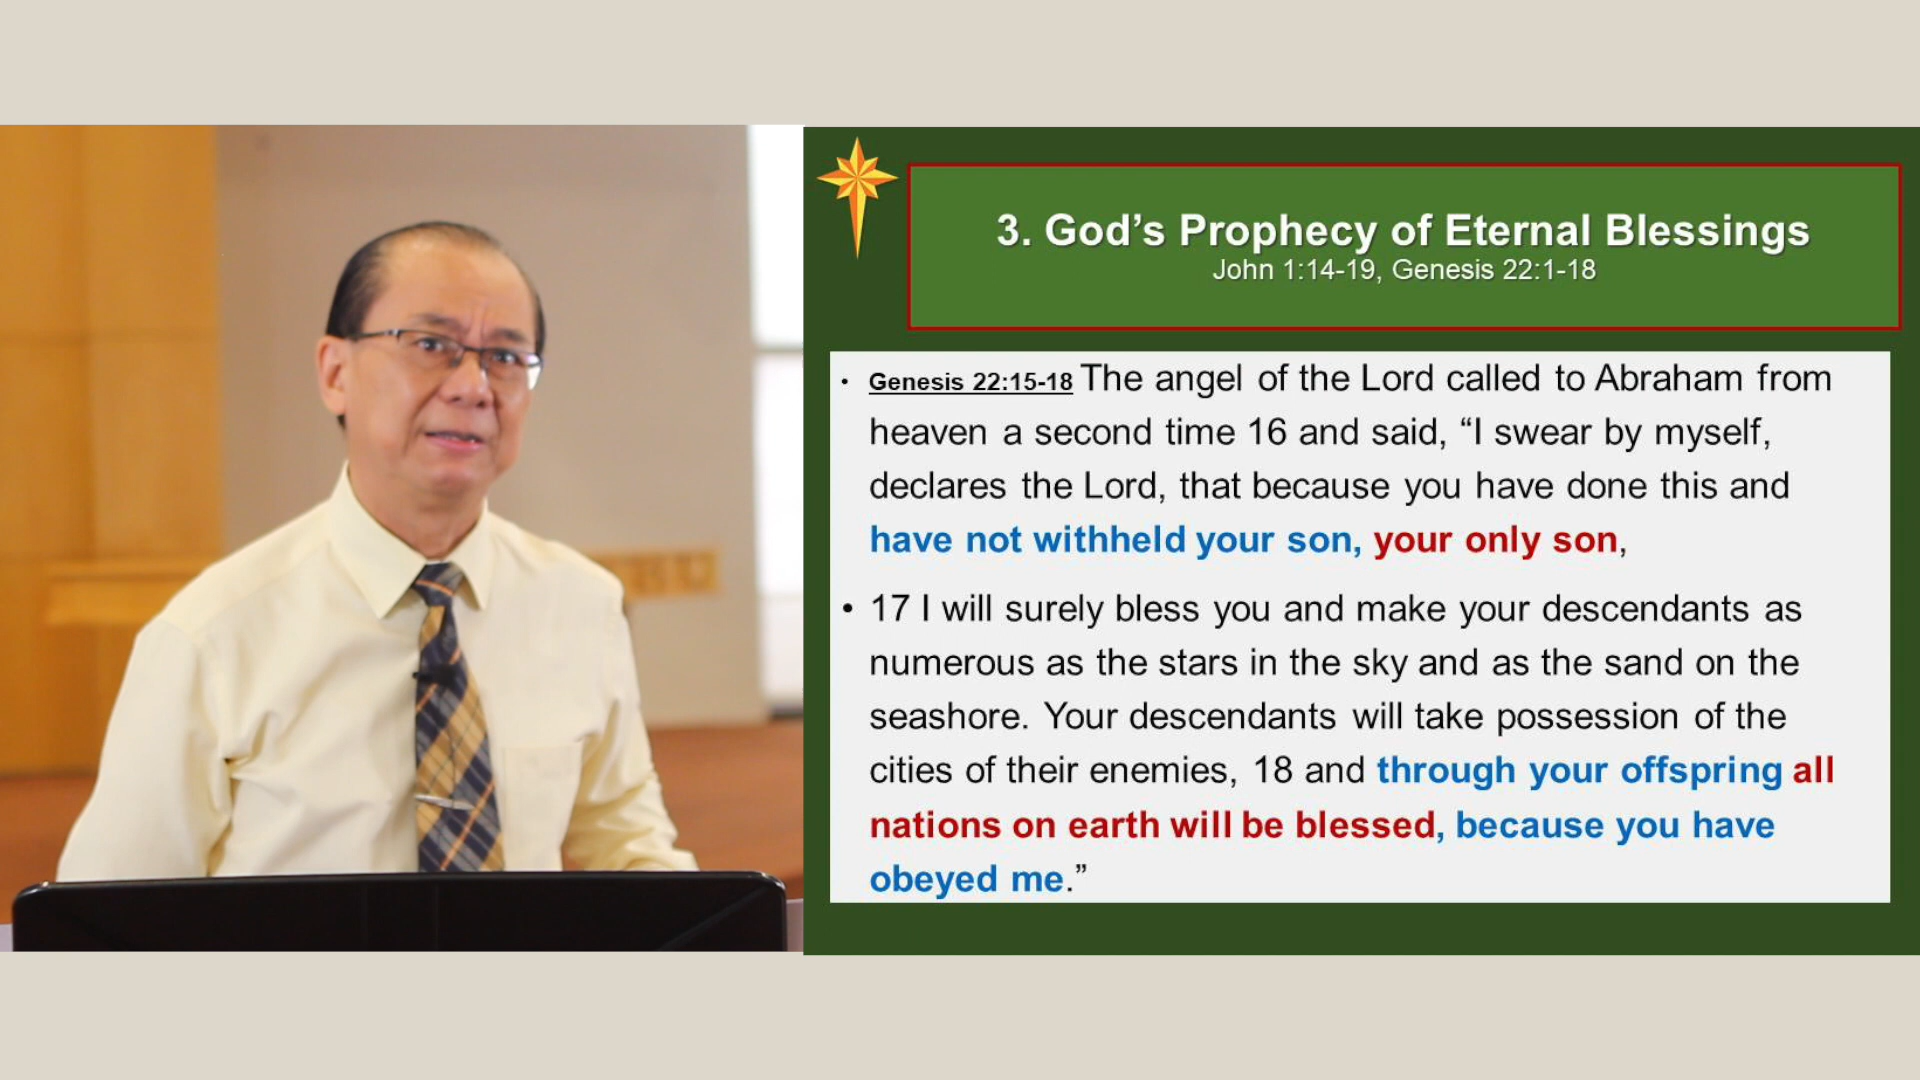 3. God’s Prophecy of Eternal Blessings
John 1:14-19, Genesis 22:1-18
• Genesis 22:15-18 The angel of the Lord called to Abraham from
heaven a second time 16 and said, “I swear by myself,
declares the Lord, that because you have done this and
have not withheld your son, your only son,
• 17 I will surely bless you and make your descendants as
numerous as the stars in the sky and as the sand on the
seashore. Your descendants will take possession of the
cities of their enemies, 18 and through your offspring all
nations on earth will be blessed, because you have
obeyed me.”